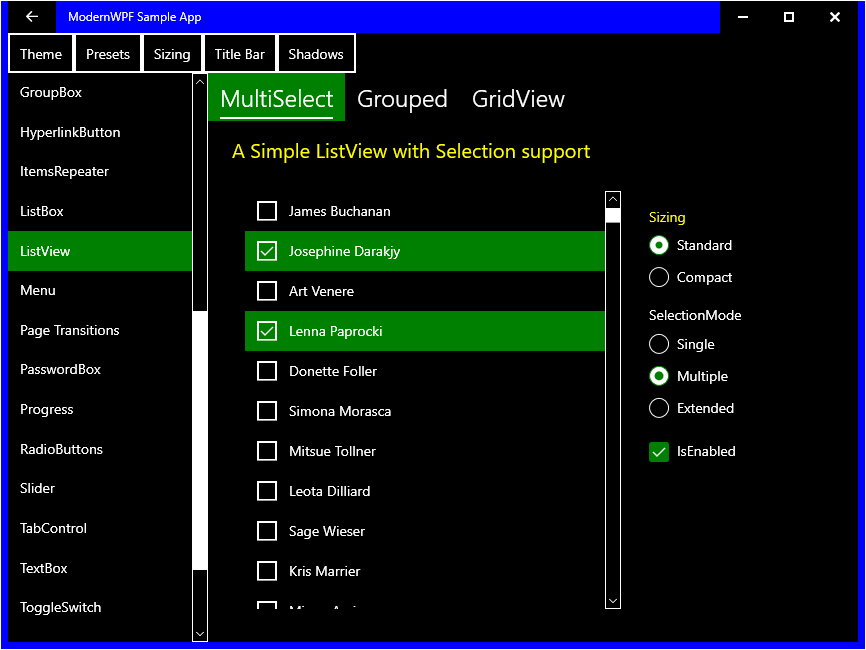 ModernWPF Sample App
Theme Presets Sizing Title Bar Shadows
GroupBox
HyperlinkButton
ItemsRepeater
ListBox
ListView
Menu
Page Transitions
PasswordBox
Progress
RadioButtons
Slider
TabControl
TextBox
ToggleSwitch
MultiSelect Grouped GridView
A Simple ListView with Selection support
James Buchanan
Josephine Darakjy
Art Venere
Lenna Paprocki
Donette Foller
Simona Morasca
Mitsue Tollner
Leota Dilliard
Sage Wieser
Kris Marrier
Sizing
Standard
Compact
SelectionMode
Single
Multiple
Extended
IsEnabled